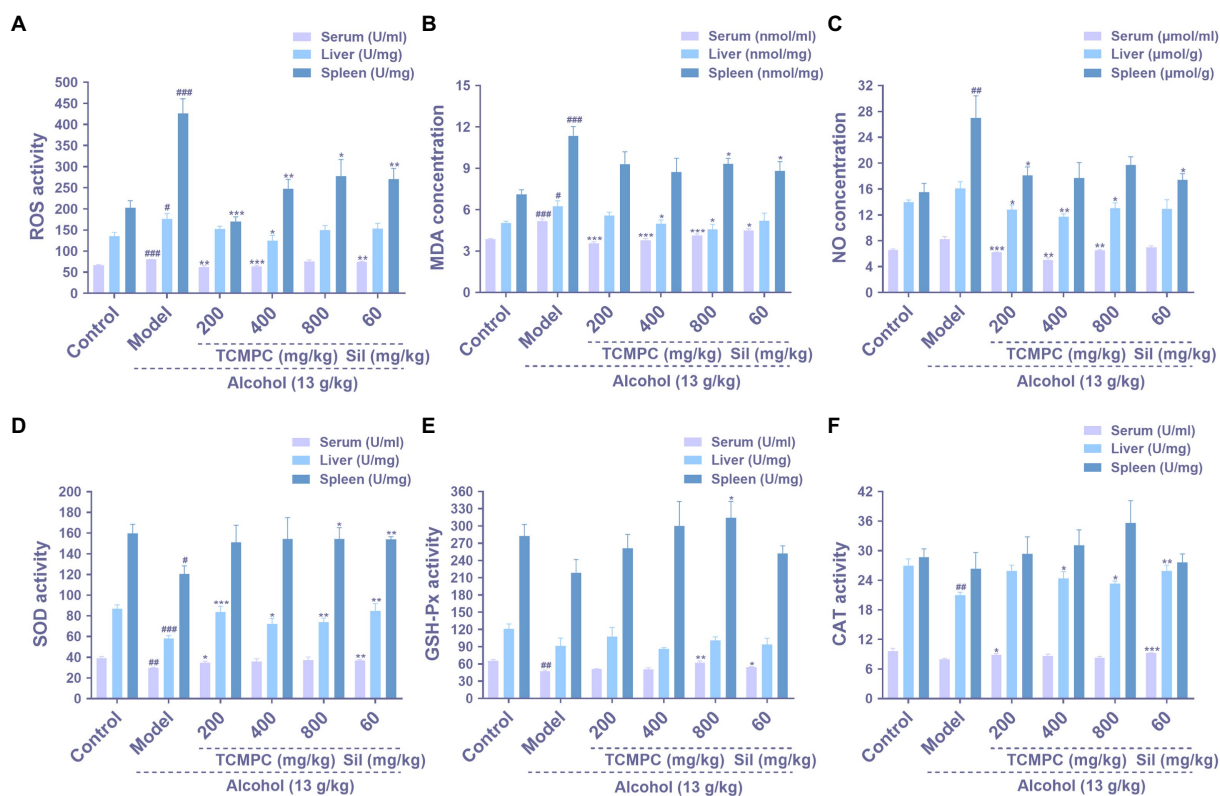 A
Serum (U/ml)
Liver (U/mg)
Spleen (U/mg)
ROS activity
500
450
400
350
300
250
200
150
100
50
0
###
#
###
**
***
***
*
**
*
**
**
Control
Model
200
400
800
60
TCMPC (mg/kg)
Sil (mg/kg)
Alcohol (13 g/kg)
B
Serum (nmol/ml)
Liver (nmol/mg)
Spleen (nmol/mg)
MDA concentration
15
12
9
6
3
0
###
#
###
***
***
*
***
*
*
*
*
Control
Model
200
400
800
60
TCMPC (mg/kg)
Sil (mg/kg)
Alcohol (13 g/kg)
C
Serum (μmol/ml)
Liver (μmol/g)
Spleen (μmol/g)
NO concentration
32
28
24
20
16
12
8
4
0
##
***
*
*
**
**
**
*
*
Control
Model
200
400
800
60
TCMPC (mg/kg)
Sil (mg/kg)
Alcohol (13 g/kg)
D
Serum (U/ml)
Liver (U/mg)
Spleen (U/mg)
SOD activity
200
180
160
140
120
100
80
60
40
20
0
##
###
#
*
***
*
**
*
**
**
**
Control
Model
200
400
800
60
TCMPC (mg/kg)
Sil (mg/kg)
Alcohol (13 g/kg)
E
Serum (U/ml)
Liver (U/mg)
Spleen (U/mg)
GSH-Px activity
360
330
300
270
240
210
180
150
120
90
60
30
0
##
**
*
*
Control
Model
200
400
800
60
TCMPC (mg/kg)
Sil (mg/kg)
Alcohol (13 g/kg)
F
Serum (U/ml)
Liver (U/mg)
Spleen (U/mg)
CAT activity
42
36
30
24
18
12
6
0
##
*
*
*
***
**
Control
Model
200
400
800
60
TCMPC (mg/kg)
Sil (mg/kg)
Alcohol (13 g/kg)